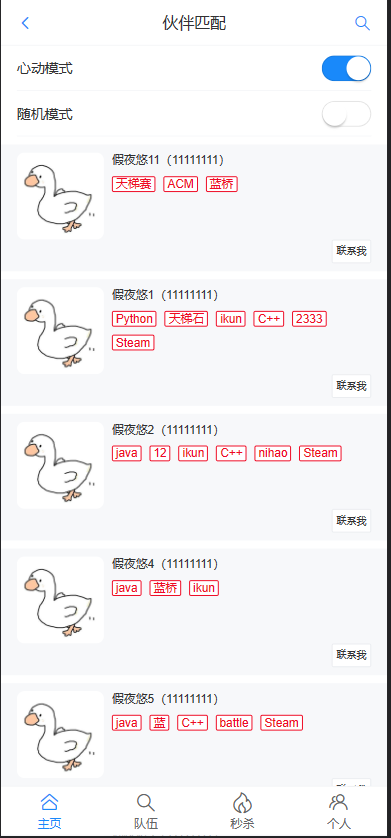 伙伴匹配
心动模式
随机模式
假夜悠11（11111111）
天梯赛 ACM 蓝桥
联系我
假夜悠1（11111111）
Python 天梯石 ikun C++ 2333
Steam
联系我
假夜悠2（11111111）
java 12 ikun C++ nihao Steam
联系我
假夜悠4（11111111）
java 蓝桥 ikun
联系我
假夜悠5（11111111）
java 蓝 C++ battle Steam
联系我
主页 队伍 秒杀 个人